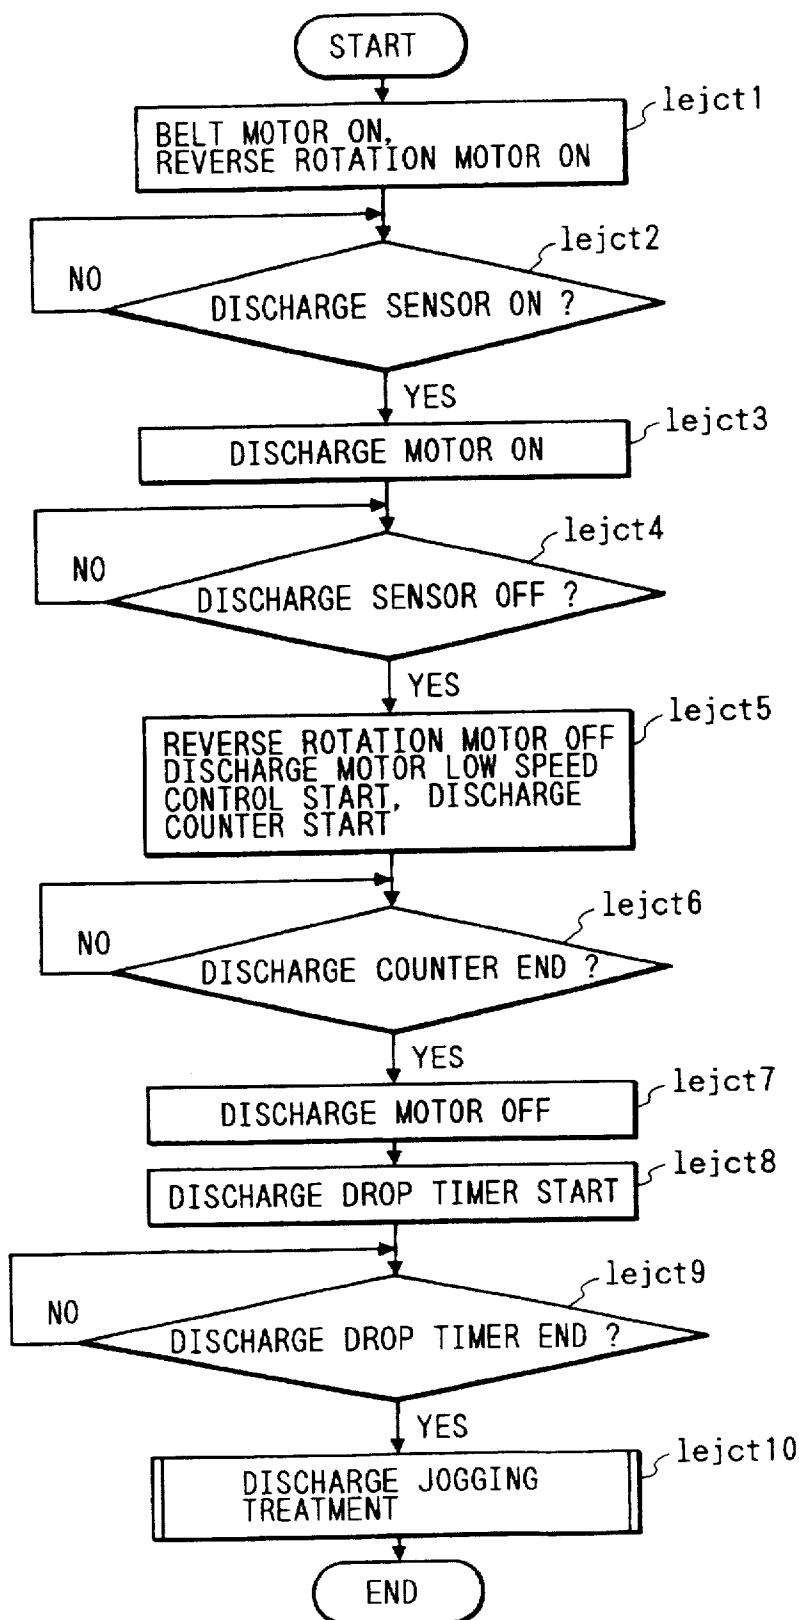 START
lejct1
BELT MOTOR ON,
REVERSE ROTATION MOTOR ON
lejct2
NO
DISCHARGE SENSOR ON ?
YES
lejct3
DISCHARGE MOTOR ON
lejct4
NO
DISCHARGE SENSOR OFF ?
YES
lejct5
REVERSE ROTATION MOTOR OFF
DISCHARGE MOTOR LOW SPEED
CONTROL START, DISCHARGE
COUNTER START
lejct6
NO
DISCHARGE COUNTER END ?
YES
lejct7
DISCHARGE MOTOR OFF
lejct8
DISCHARGE DROP TIMER START
lejct9
NO
DISCHARGE DROP TIMER END ?
YES
lejct10
DISCHARGE JOGGING
TREATMENT
END